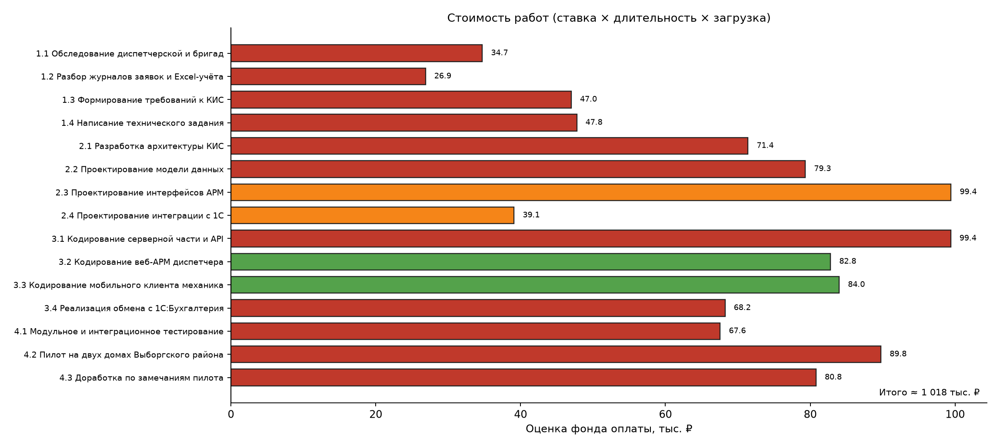 Стоимость работ (ставка × длительность × загрузка)
1.1 Обследование диспетчерской и бригад 34.7
1.2 Разбор журналов заявок и Excel-учёта 26.9
1.3 Формирование требований к КИС 47.0
1.4 Написание технического задания 47.8
2.1 Разработка архитектуры КИС 71.4
2.2 Проектирование модели данных 79.3
2.3 Проектирование интерфейсов АРМ 99.4
2.4 Проектирование интеграции с 1С 39.1
3.1 Кодирование серверной части и API 99.4
3.2 Кодирование веб-АРМ диспетчера 82.8
3.3 Кодирование мобильного клиента механика 84.0
3.4 Реализация обмена с 1С:Бухгалтерия 68.2
4.1 Модульное и интеграционное тестирование 67.6
4.2 Пилот на двух домах Выборгского района 89.8
4.3 Доработка по замечаниям пилота 80.8
Итого ≈ 1 018 тыс. ₽
0 20 40 60 80 100
Оценка фонда оплаты, тыс. ₽